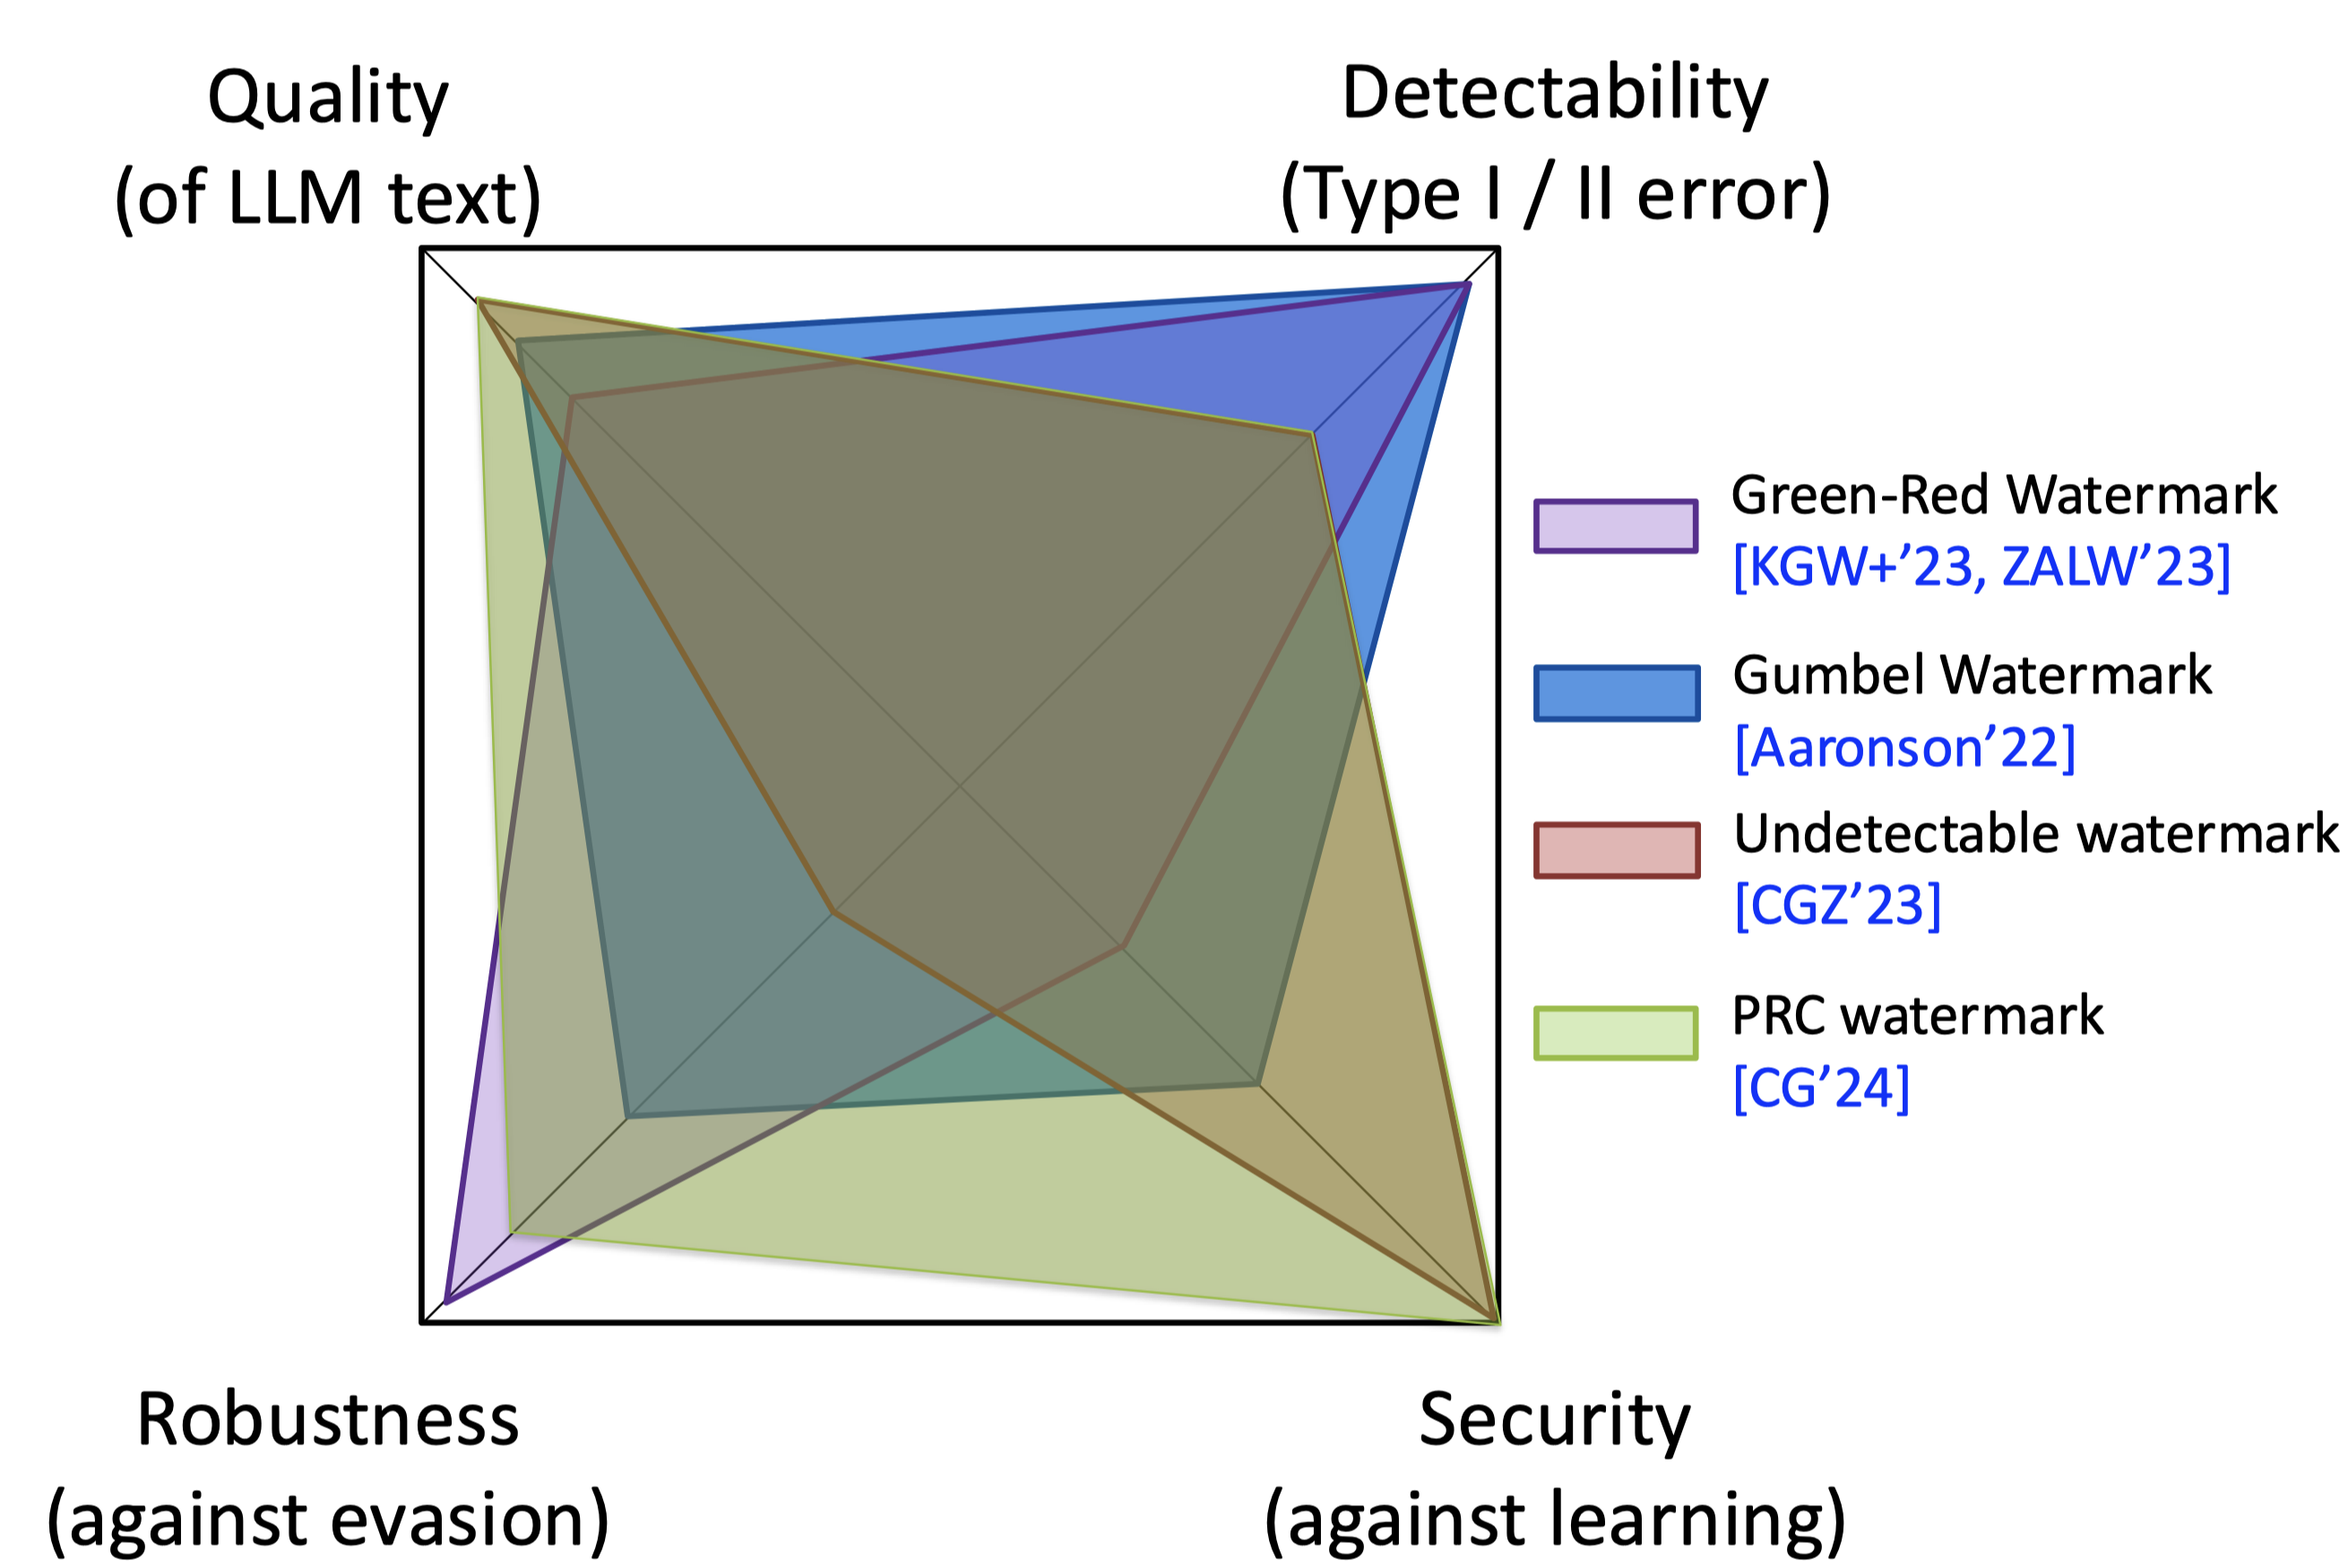 Quality
(of LLM text)
Detectability
(Type I / II error)
Green-Red Watermark
[KGW+’23, ZALW’23]
Gumbel Watermark
[Aaronson’22]
Undetectable watermark
[CGZ’23]
PRC watermark
[CG’24]
Robustness
(against evasion)
Security
(against learning)